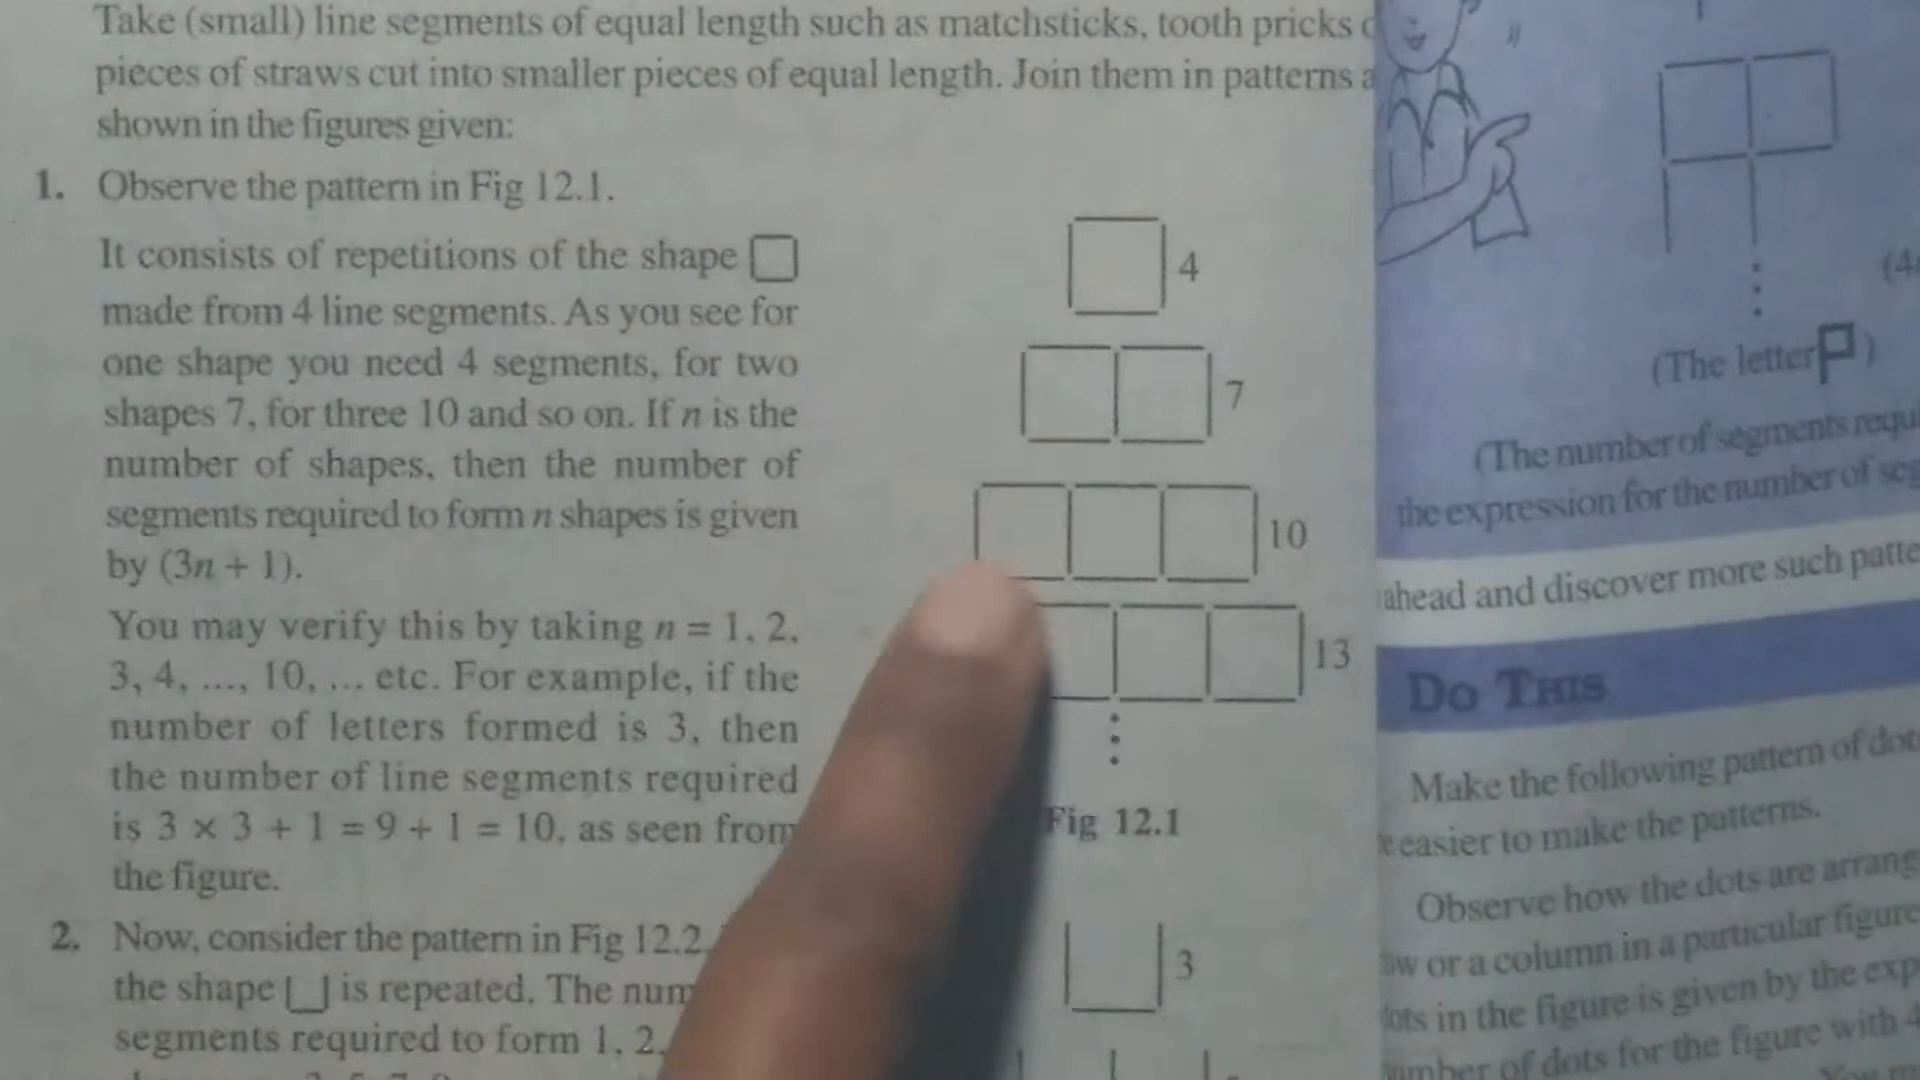 Take (small) line segments of equal length such as matchsticks, tooth pricks
pieces of straws cut into smaller pieces of equal length. Join them in patterns
shown in the figures given:
1. Observe the pattern in Fig 12.1.
It consists of repetitions of the shape
made from 4 line segments. As you see for
one shape you need 4 segments, for two
shapes 7, for three 10 and so on. If n is the
number of shapes, then the number of
segments required to form n shapes is given
by (3n + 1).
You may verify this by taking n = 1, 2,
3, 4, ..., 10, ... etc. For example, if the
number of letters formed is 3, then
the number of line segments required
is 3 × 3 + 1 = 9 + 1 = 10, as seen from
the figure.
2. Now, consider the pattern in Fig 12.2.
the shape is repeated. The num
segments required to form 1, 2,
4
7
10
13
Fig 12.1
3
(4
(The letter P)
(The number of segments requi
the expression for the number of seg
ahead and discover more such patte
DO THIS
Make the following pattern of dot
easier to make the patterns.
Observe how the dots are arrang
or a column in a particular figure
in the figure is given by the exp
of dots for the figure with 4